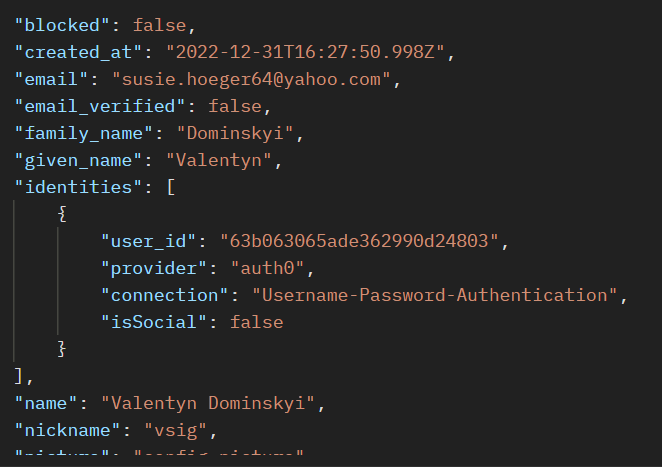 "blocked": false,
"created_at": "2022-12-31T16:27:50.998Z",
"email": "susie.hoeger64@yahoo.com",
"email_verified": false,
"family_name": "Dominskyi",
"given_name": "Valentyn",
"identities": [
{
"user_id": "63b063065ade362990d24803",
"provider": "auth0",
"connection": "Username-Password-Authentication",
"isSocial": false
}
],
"name": "Valentyn Dominskyi",
"nickname": "vsig",